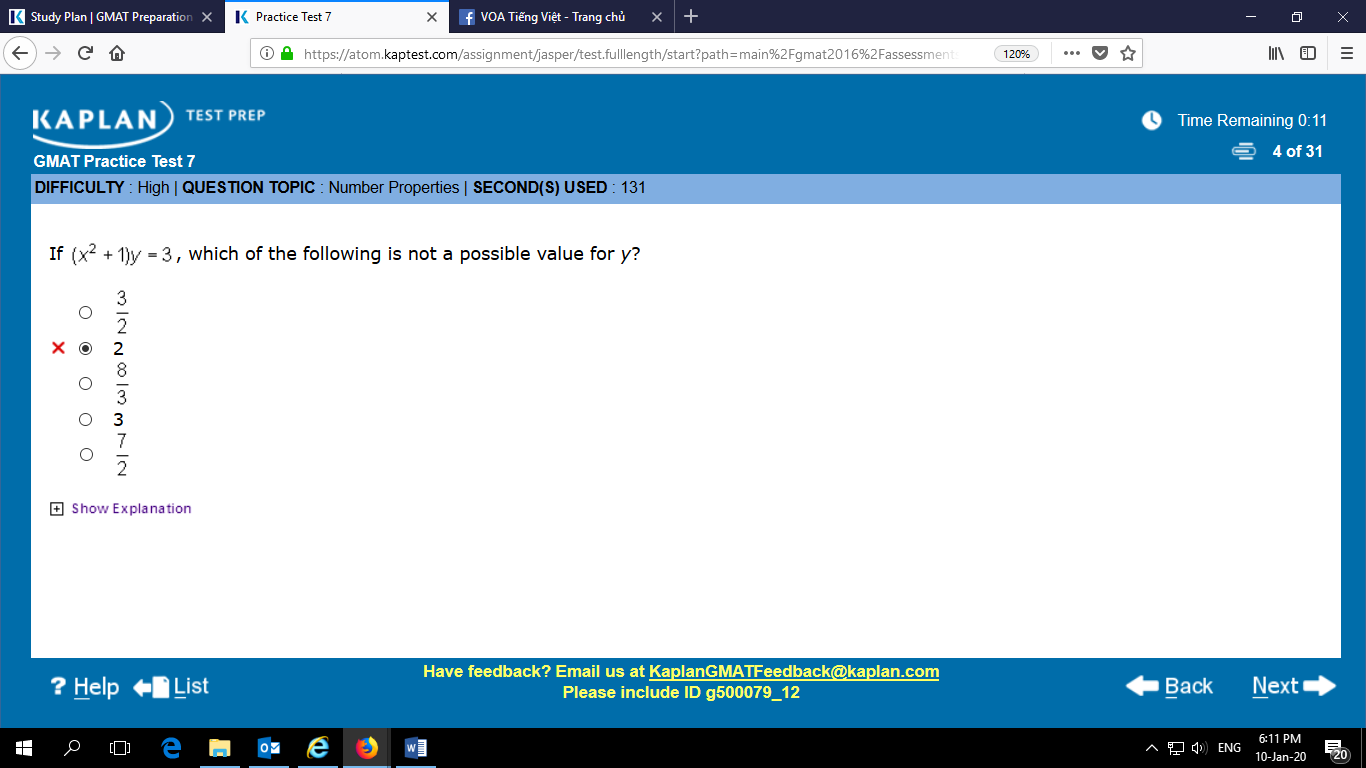 Study Plan | GMAT Preparation
Practice Test 7
VOA Tiếng Việt - Trang chủ
https://atom.kaptest.com/assignment/jasper/test.fulllength/start?path=main%2Fgmat2016%2Fassessment
120%
KAPLAN TEST PREP
Time Remaining 0:11
GMAT Practice Test 7
4 of 31
DIFFICULTY : High | QUESTION TOPIC : Number Properties | SECOND(S) USED : 131
If (x² + 1)y = 3, which of the following is not a possible value for y?
3/2
2
8/3
3
7/2
Show Explanation
Have feedback? Email us at KaplanGMATFeedback@kaplan.com
Please include ID g500079_12
? Help List
Back Next
ENG
6:11 PM
10-Jan-20
20